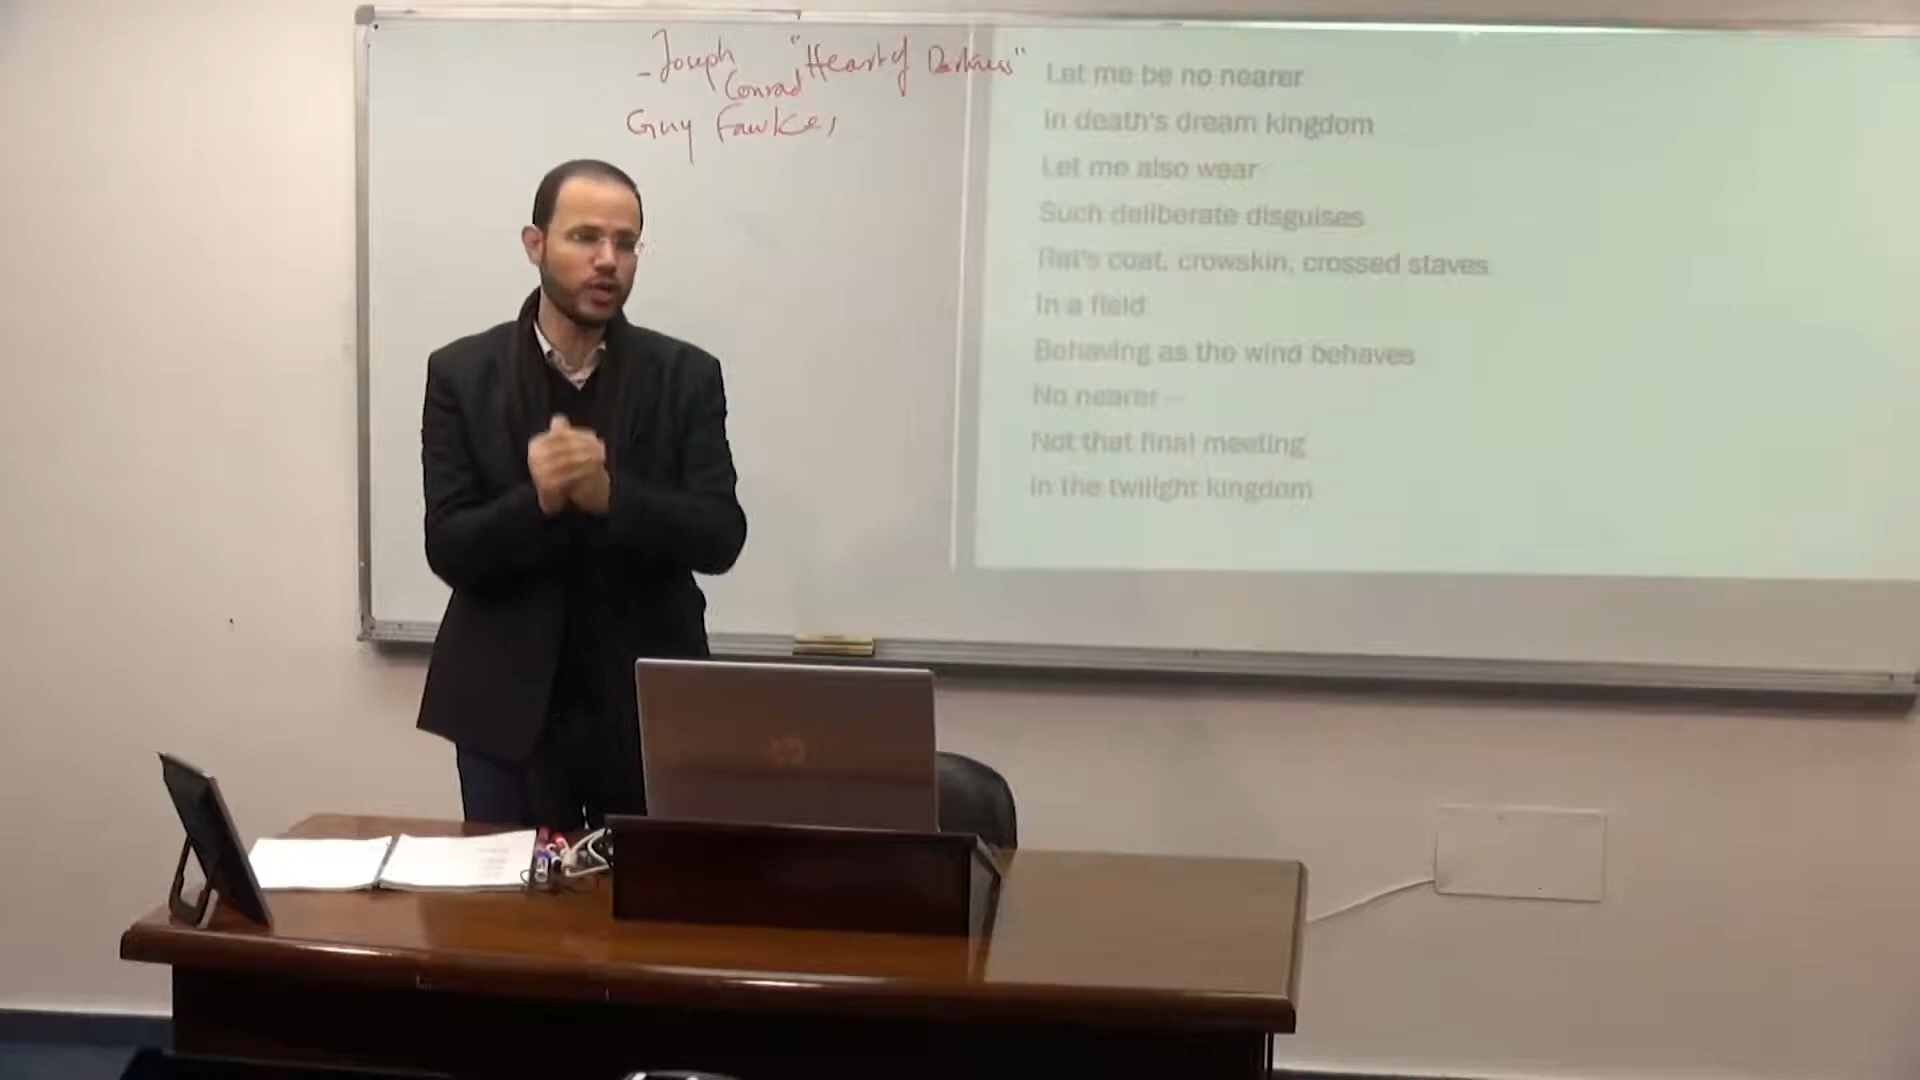 - Joseph "Heart of Darkness"
Conrad
Guy Fawkes
Let me be no nearer
In death's dream kingdom
Let me also wear
Such deliberate disguises
Rat's coat, crowskin, crossed staves
In a field
Behaving as the wind behaves
No nearer –
Not that final meeting
In the twilight kingdom
hp